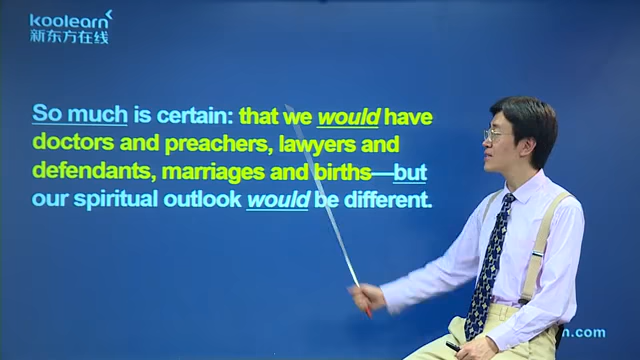 koolearn
新东方在线
So much is certain: that we would have
doctors and preachers, lawyers and
defendants, marriages and births—but
our spiritual outlook would be different.
n.com